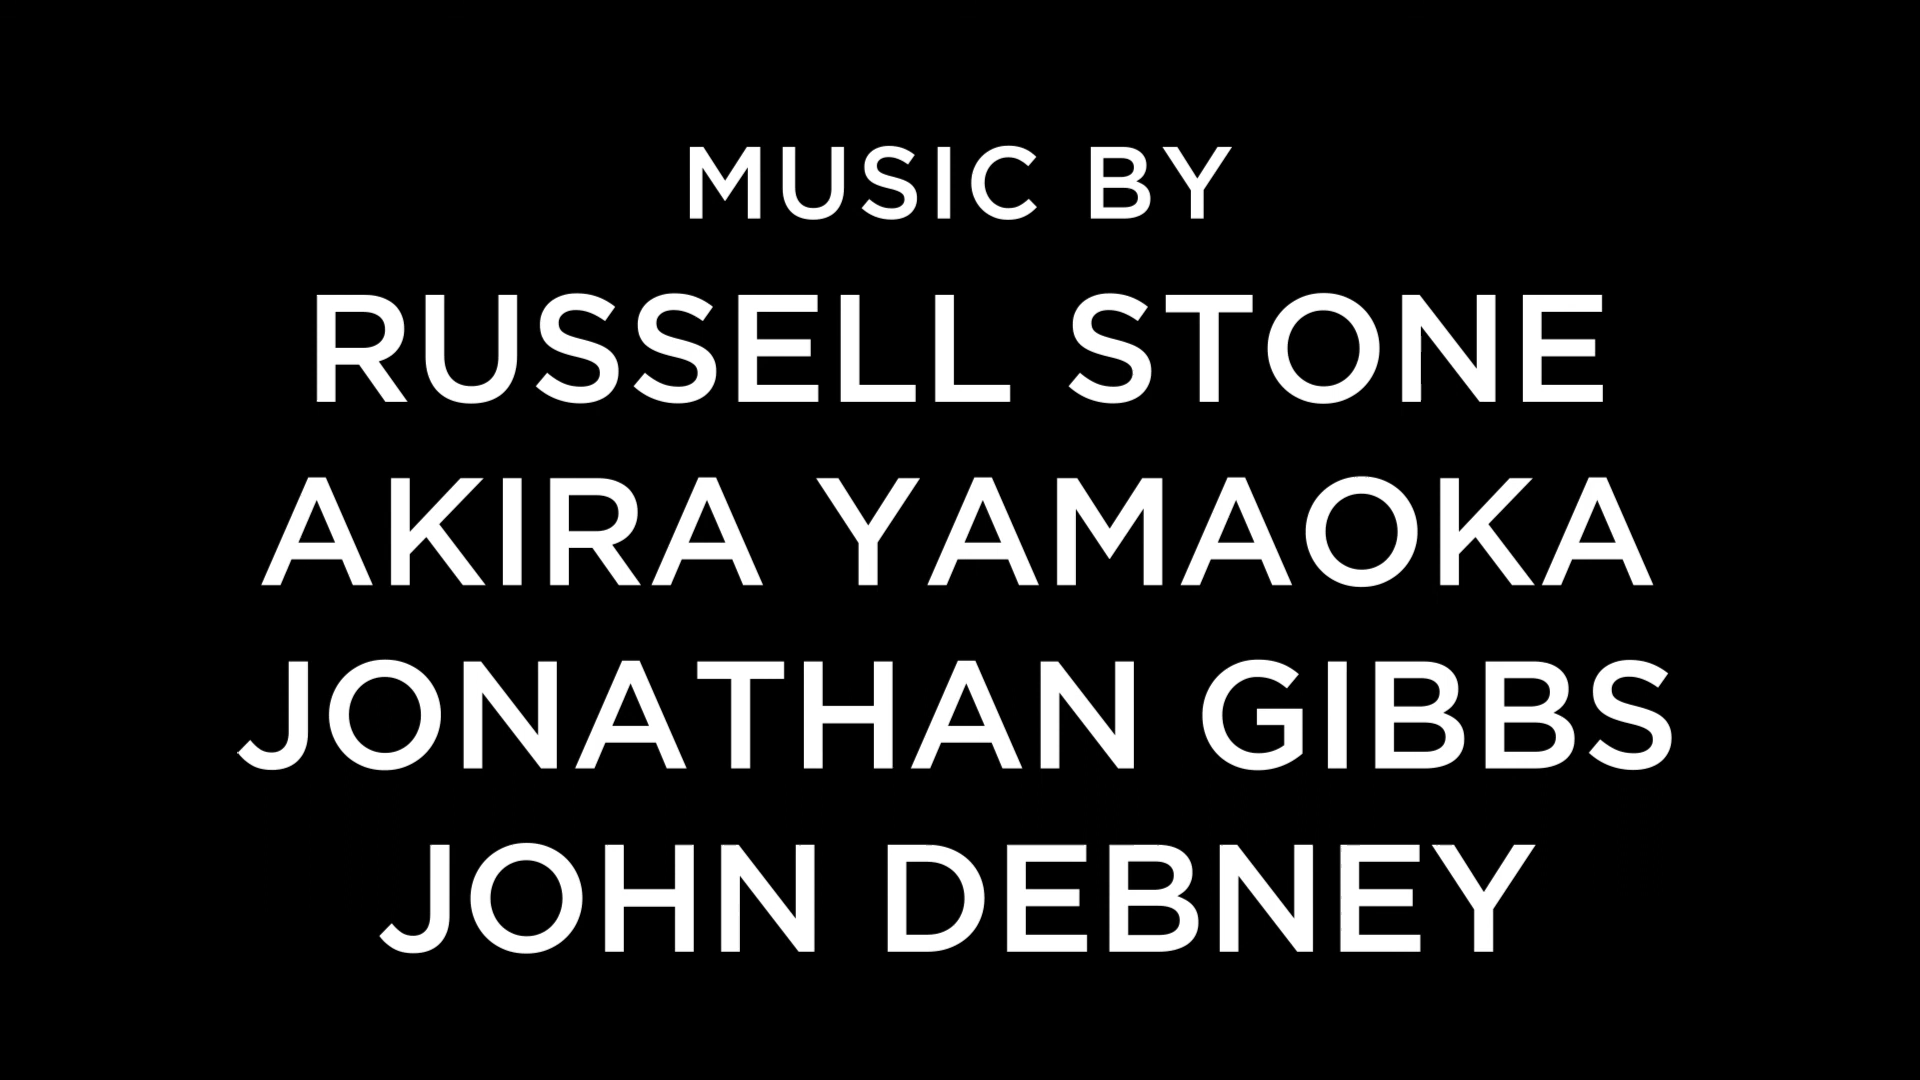 MUSIC BY
RUSSELL STONE
AKIRA YAMAOKA
JONATHAN GIBBS
JOHN DEBNEY